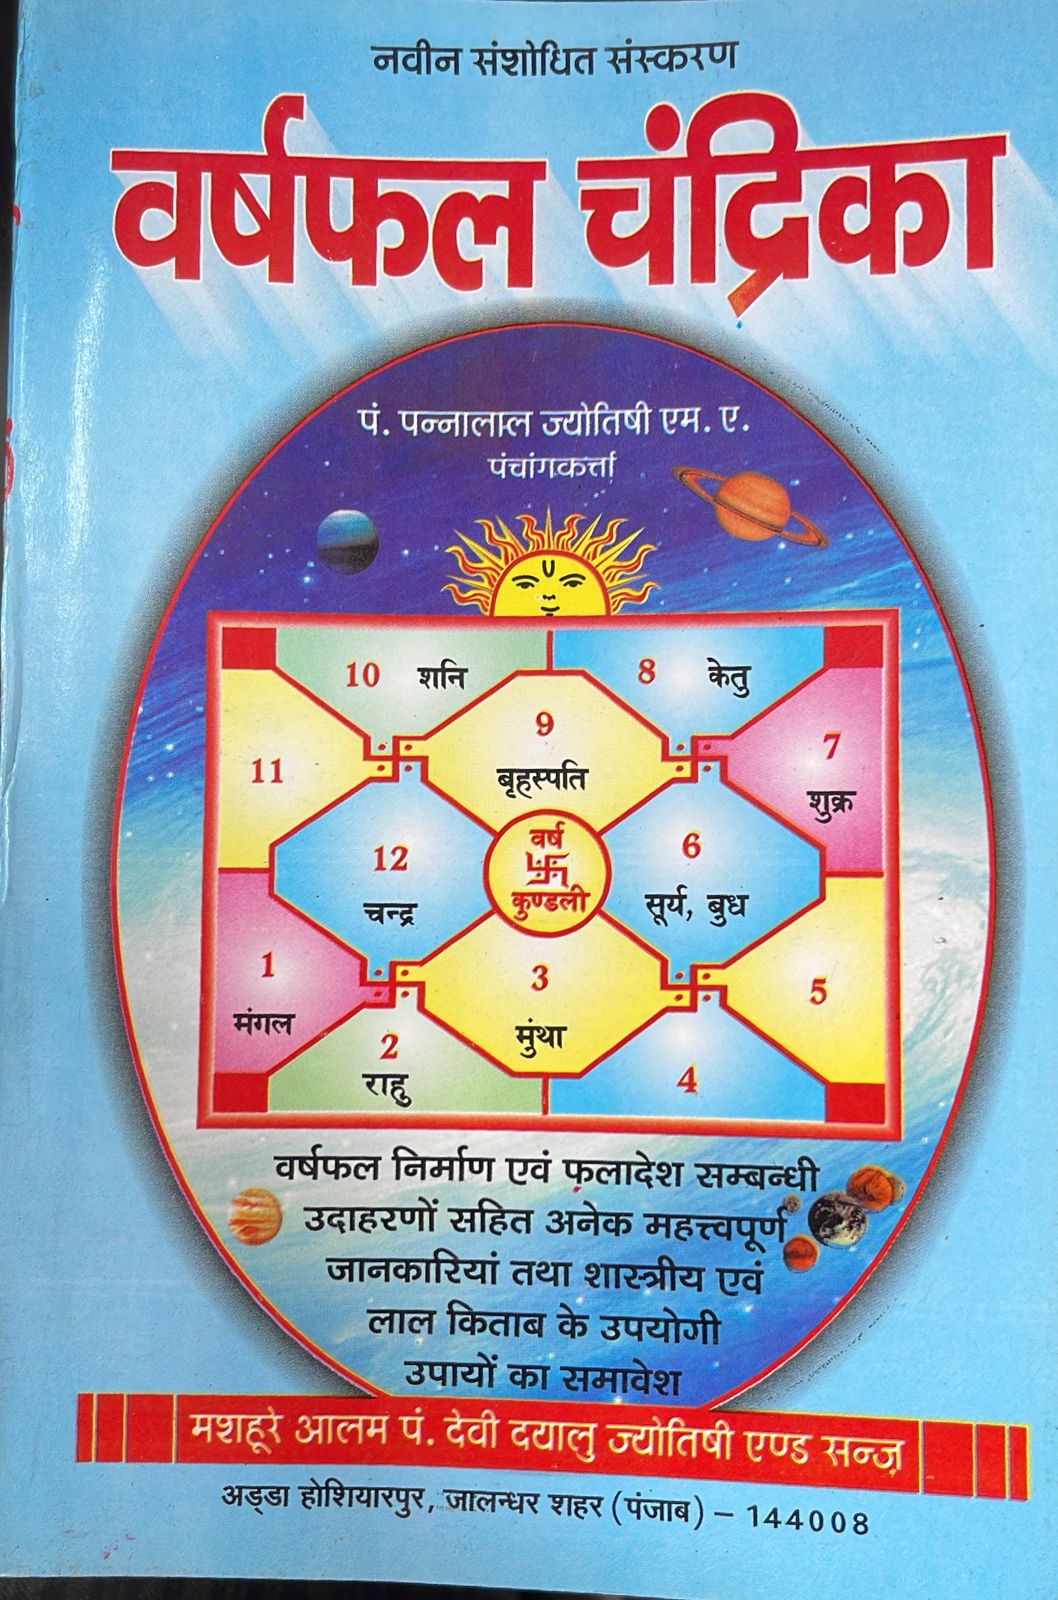 नवीन संशोधित संस्करण
वर्षफल चंद्रिका
पं. पन्नालाल ज्योतिषी एम. ए.
पंचांगकर्त्ता
10 शनि
8 केतु
9
बृहस्पति
7
शुक्र
11
12
चन्द्र
वर्ष
कुण्डली
6
सूर्य, बुध
1
मंगल
3
मुंथा
5
2
राहु
4
वर्षफल निर्माण एवं फलादेश सम्बन्धी
उदाहरणों सहित अनेक महत्त्वपूर्ण
जानकारियां तथा शास्त्रीय एवं
लाल किताब के उपयोगी
उपायों का समावेश
मशहूरे आलम पं. देवी दयालु ज्योतिषी एण्ड सन्ज़
अड्डा होशियारपुर, जालन्धर शहर (पंजाब) – 144008